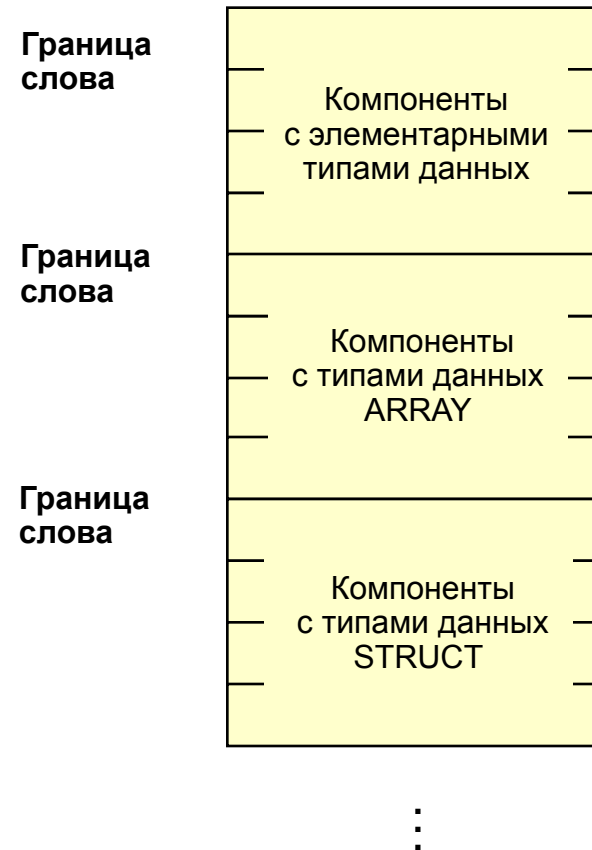 Граница
слова
Компоненты
с элементарными
типами данных
Граница
слова
Компоненты
с типами данных
ARRAY
Граница
слова
Компоненты
с типами данных
STRUCT